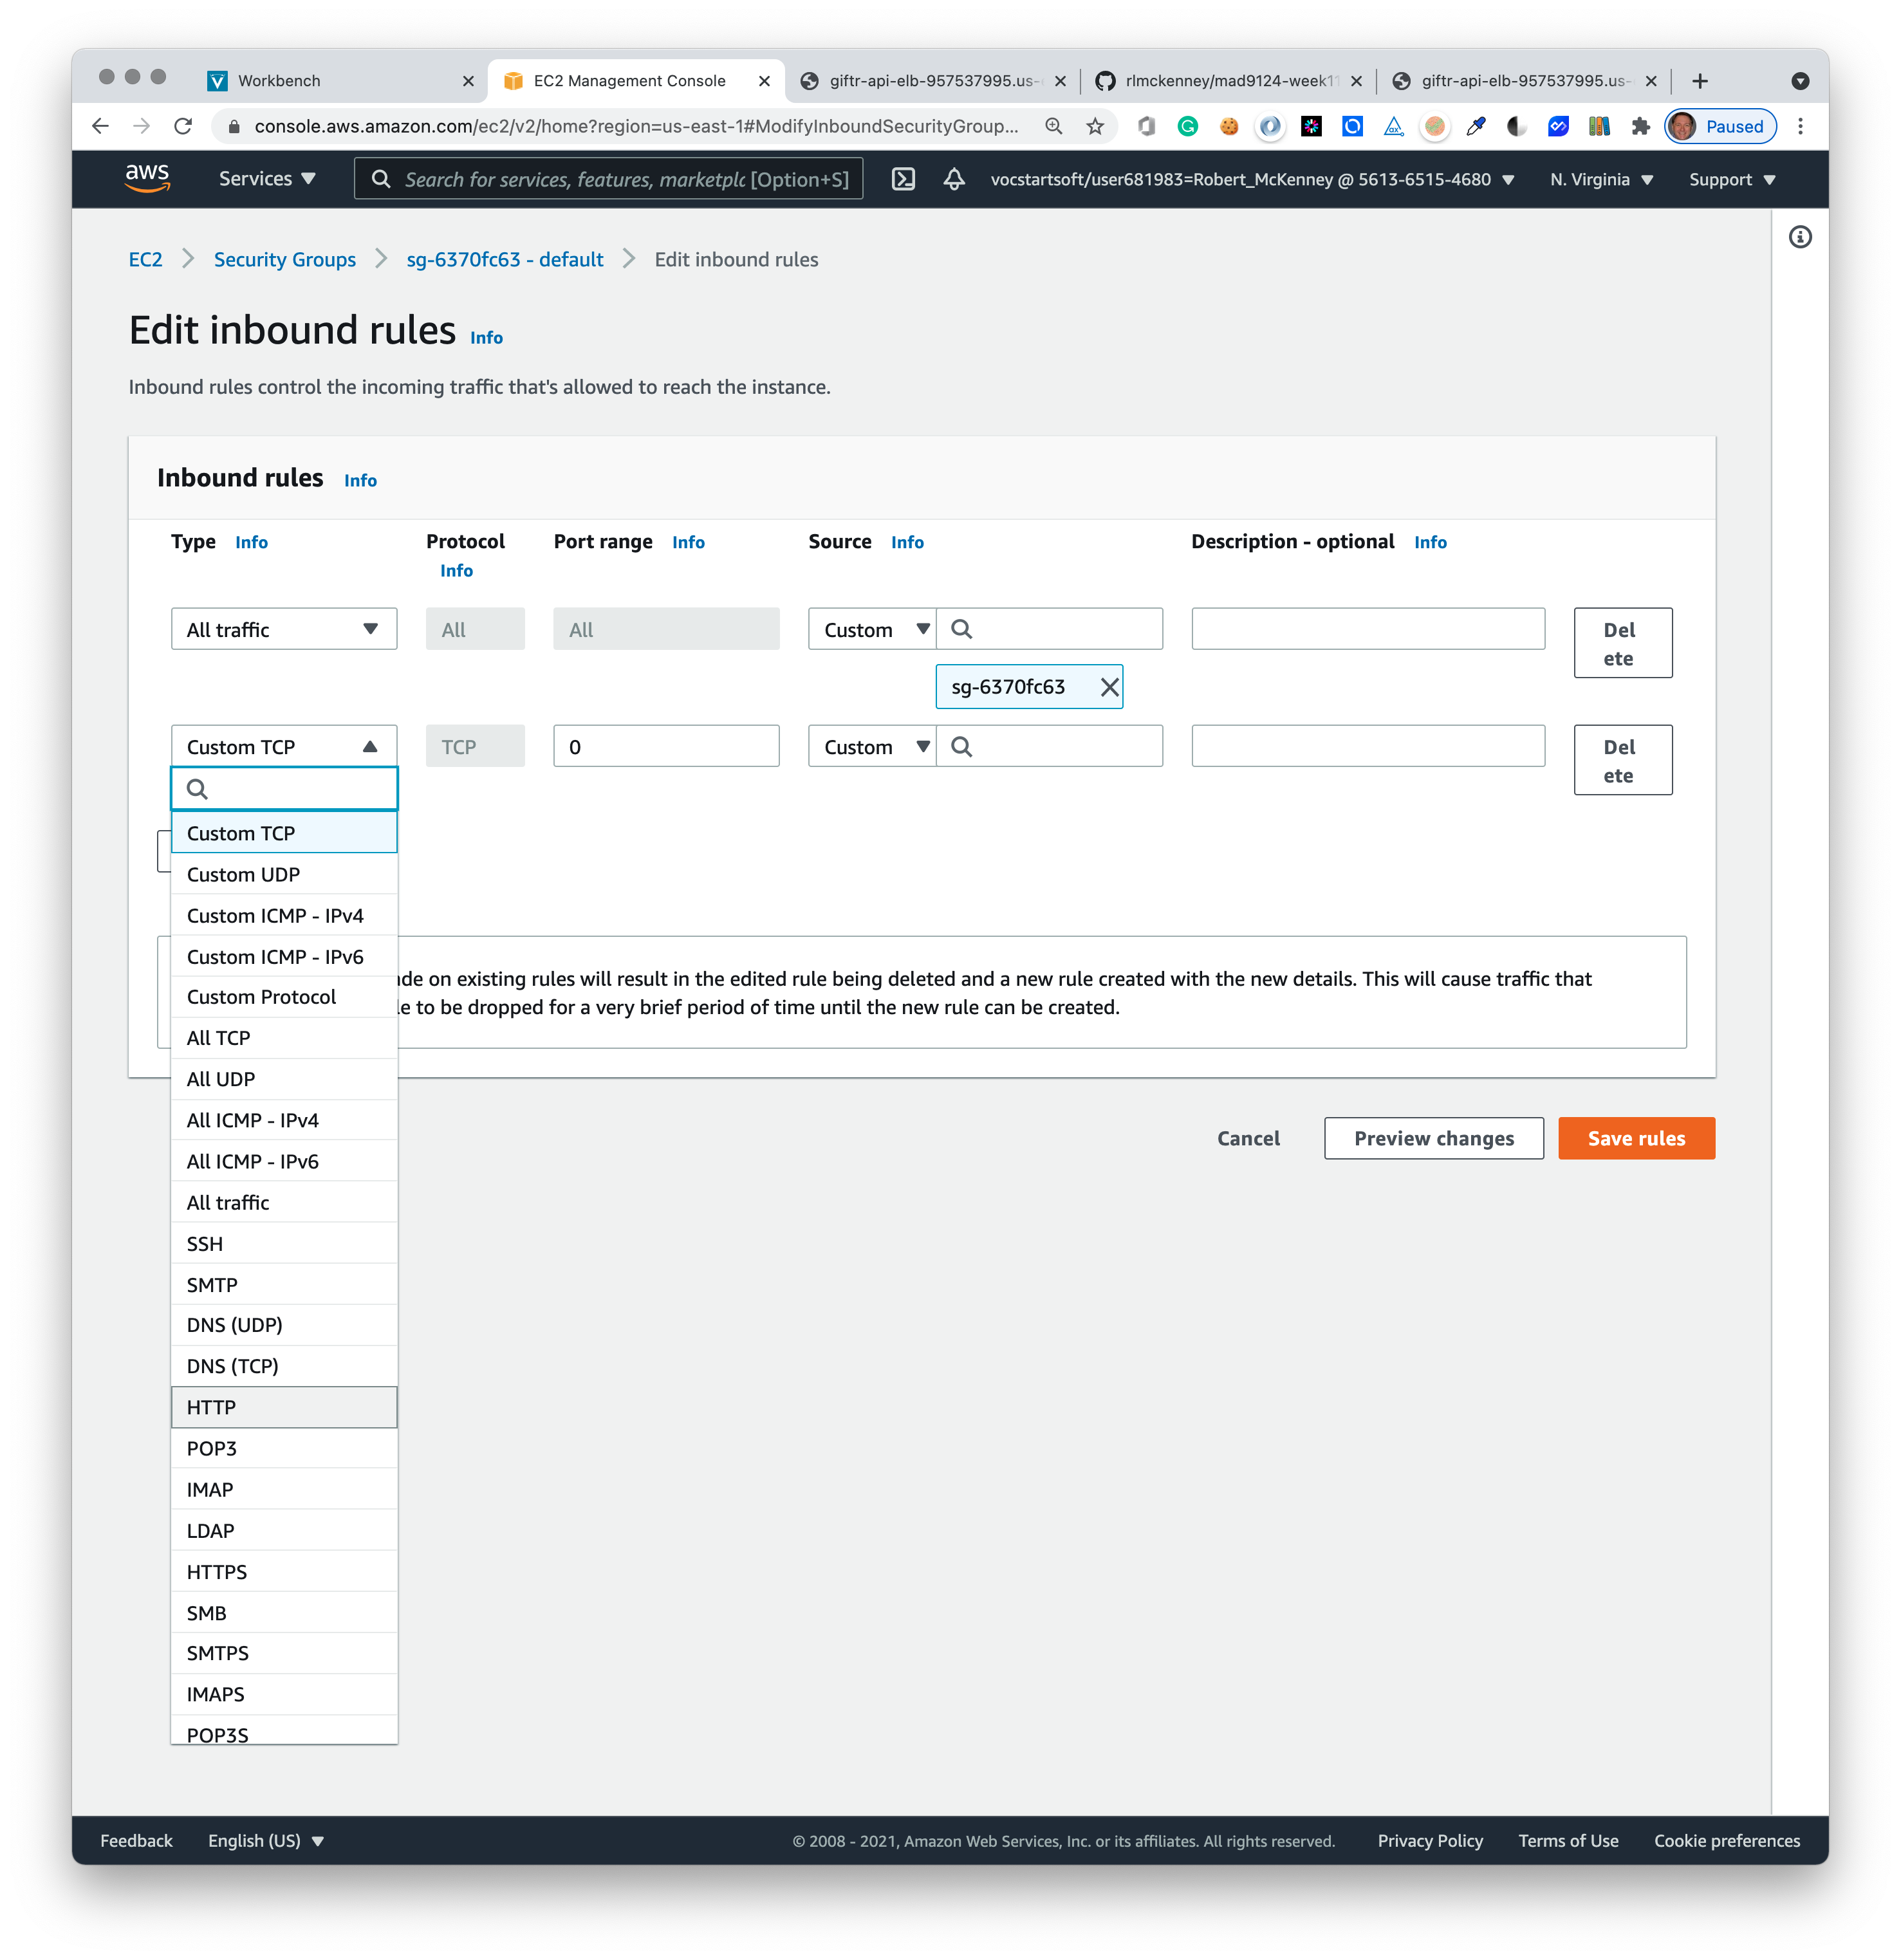 Workbench
EC2 Management Console
giftr-api-elb-957537995.us-
rlmckenney/mad9124-week11
giftr-api-elb-957537995.us-
console.aws.amazon.com/ec2/v2/home?region=us-east-1#ModifyInboundSecurityGroup...
Paused
aws
Services
Search for services, features, marketpl [Option+S]
vocstartsoft/user681983=Robert_McKenney @ 5613-6515-4680
N. Virginia
Support
EC2
Security Groups
sg-6370fc63 - default
Edit inbound rules
Edit inbound rules Info
Inbound rules control the incoming traffic that's allowed to reach the instance.
Inbound rules Info
Type Info
Protocol Info
Port range Info
Source Info
Description - optional Info
All traffic
All
All
Custom
Delete
sg-6370fc63
Custom TCP
TCP
0
Custom
Delete
Custom TCP
Custom UDP
Custom ICMP - IPv4
Custom ICMP - IPv6
Custom Protocol
All TCP
All UDP
All ICMP - IPv4
All ICMP - IPv6
All traffic
SSH
SMTP
DNS (UDP)
DNS (TCP)
HTTP
POP3
IMAP
LDAP
HTTPS
SMB
SMTPS
IMAPS
POP3S
de on existing rules will result in the edited rule being deleted and a new rule created with the new details. This will cause traffic that
le to be dropped for a very brief period of time until the new rule can be created.
Cancel
Preview changes
Save rules
Feedback
English (US)
© 2008 - 2021, Amazon Web Services, Inc. or its affiliates. All rights reserved.
Privacy Policy
Terms of Use
Cookie preferences